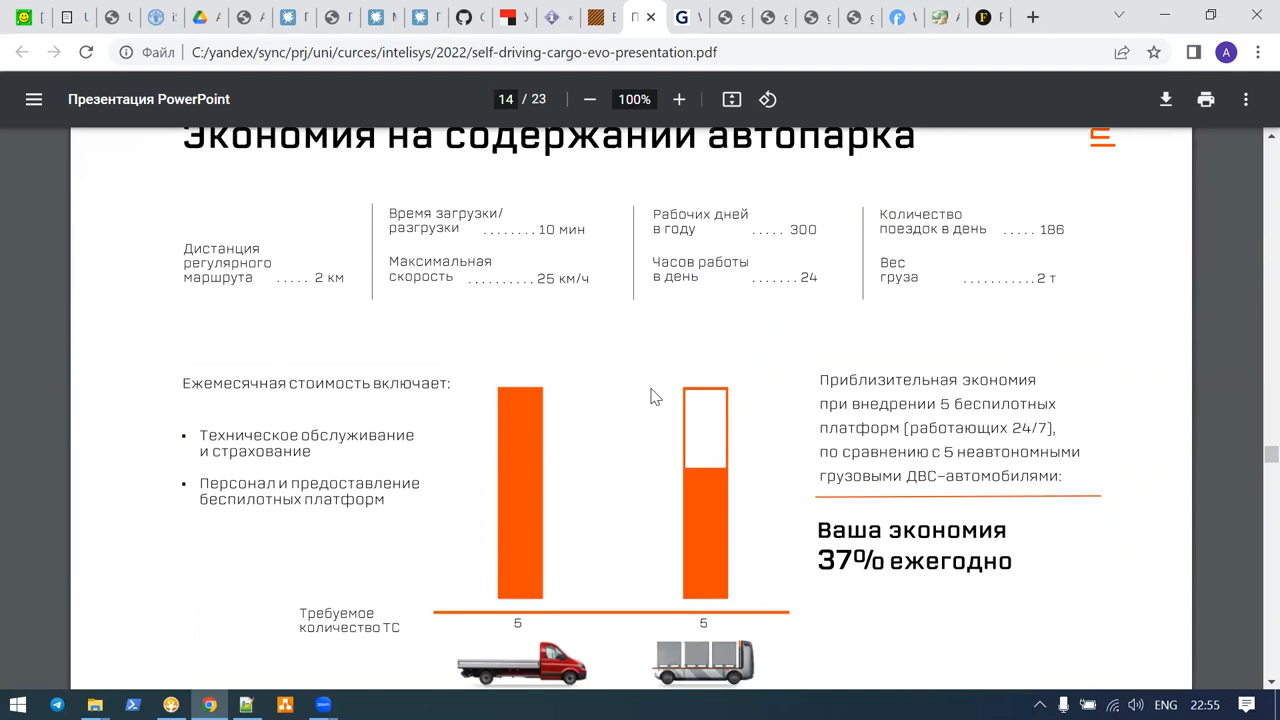 Файл
C:/yandex/sync/prj/uni/curces/intelisys/2022/self-driving-cargo-evo-presentation.pdf
A
Презентация PowerPoint
14 / 23
100%
Экономия на содержании автопарка
Дистанция
регулярного
маршрута ..... 2 км
Время загрузки/
разгрузки ........ 10 мин
Максимальная
скорость .......... 25 км/ч
Рабочих дней
в году ..... 300
Часов работы
в день ....... 24
Количество
поездок в день ..... 186
Вес
груза ........... 2 т
Ежемесячная стоимость включает:
▪ Техническое обслуживание
и страхование
▪ Персонал и предоставление
беспилотных платформ
Приблизительная экономия
при внедрении 5 беспилотных
платформ (работающих 24/7),
по сравнению с 5 неавтономными
грузовыми ДВС-автомобилями:
Ваша экономия
37% ежегодно
Требуемое
количество ТС
5
5
zoom
ENG
22:55